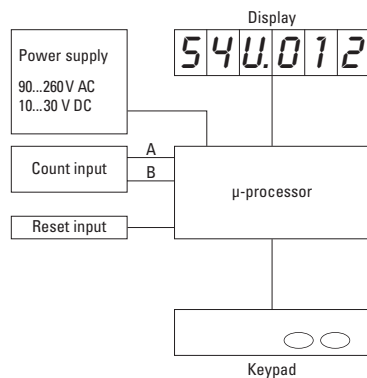 Display
54U.012
Power supply
90...260 V AC
10...30 V DC
Count input
A
B
µ-processor
Reset input
Keypad